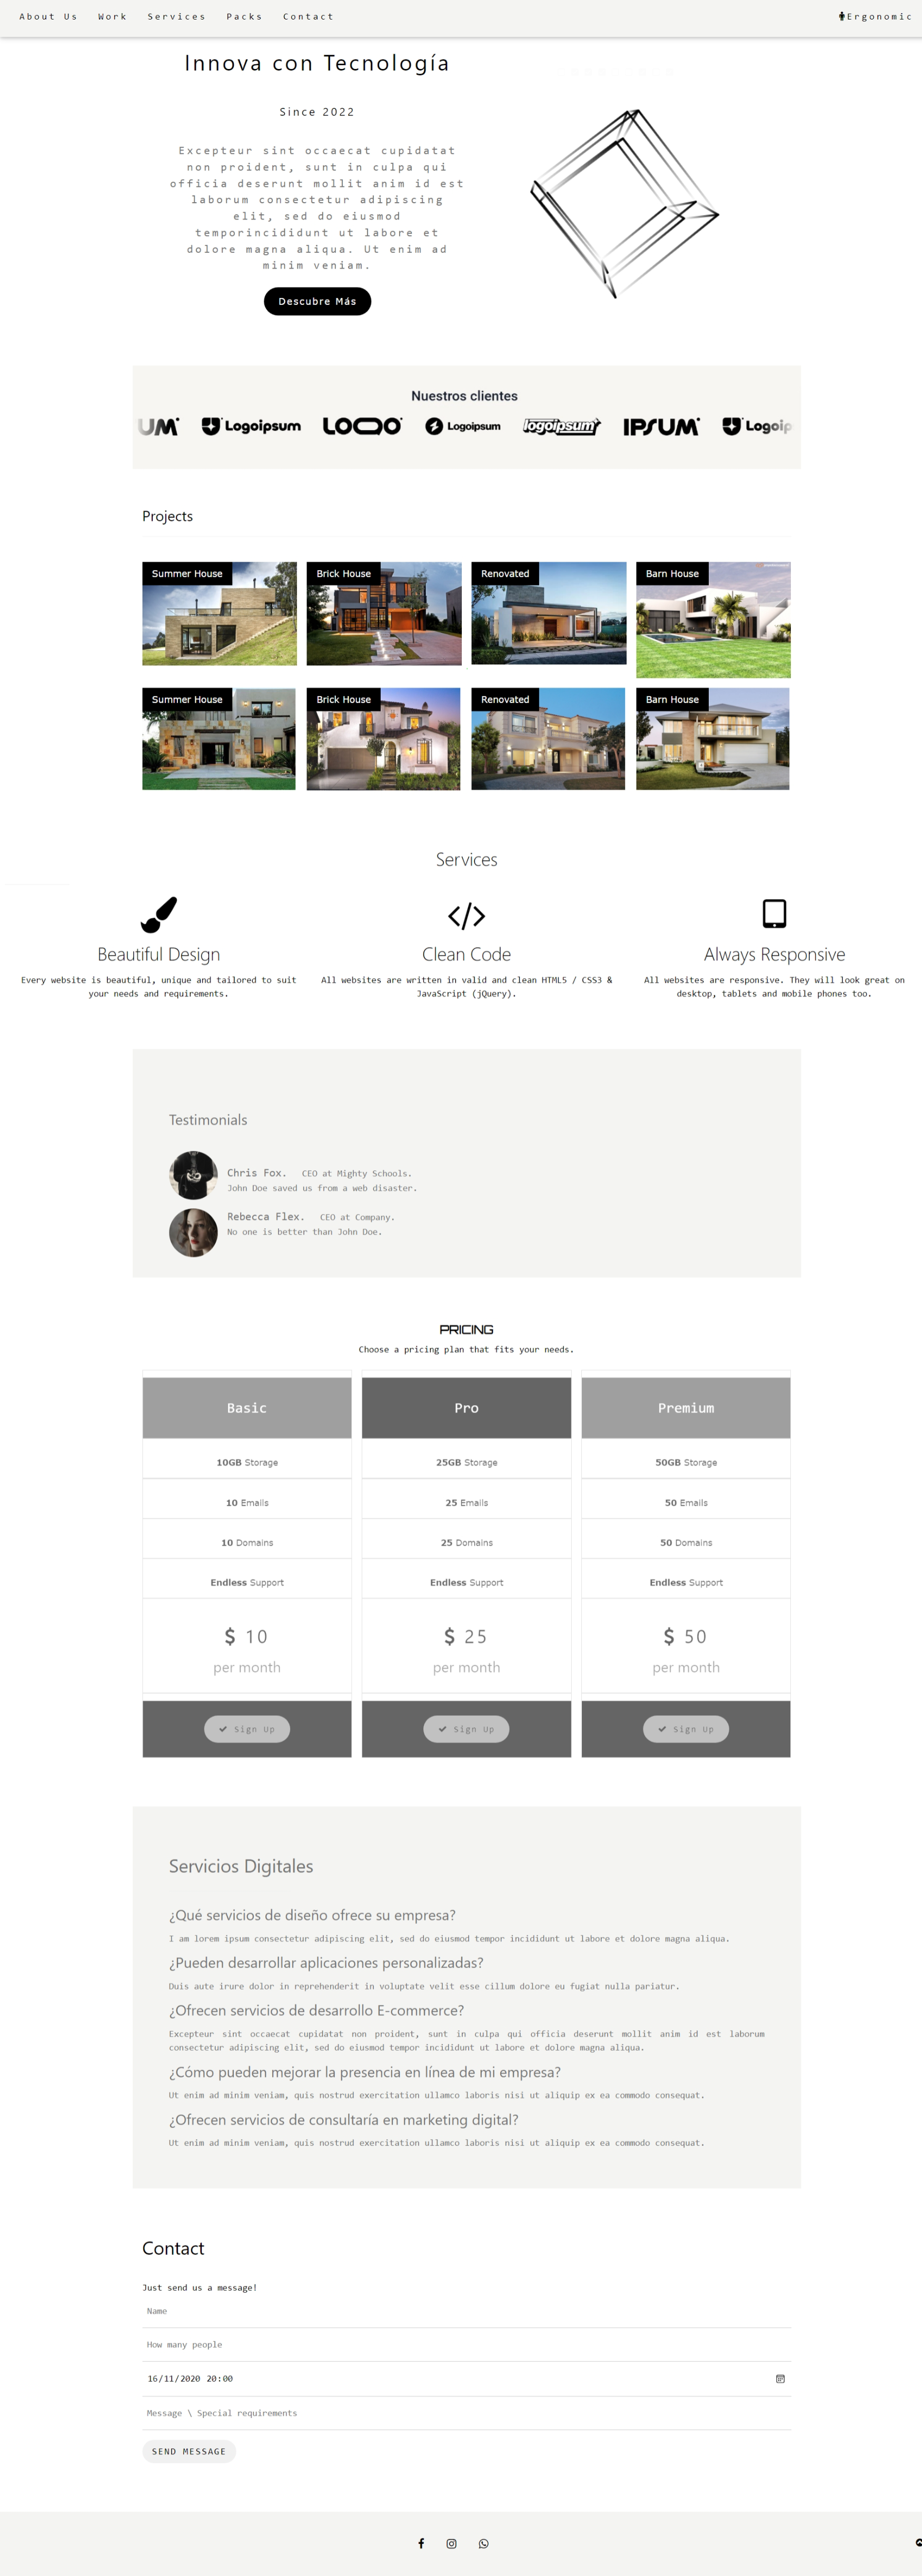 About Us Work Services Packs Contact Ergonomic
Innova con Tecnología
Since 2022
Excepteur sint occaecat cupidatat
non proident, sunt in culpa qui
officia deserunt mollit anim id est
laborum consectetur adipiscing
elit, sed do eiusmod
temporincididunt ut labore et
dolore magna aliqua. Ut enim ad
minim veniam.
Descubre Más
Nuestros clientes
UM Logoipsum LOQO Logoipsum logoipsum IPSUM Logoip
Projects
Summer House Brick House Renovated Barn House
Summer House Brick House Renovated Barn House
Services
Beautiful Design Clean Code Always Responsive
Every website is beautiful, unique and tailored to suit All websites are written in valid and clean HTML5 / CSS3 & All websites are responsive. They will look great on
your needs and requirements. JavaScript (jQuery). desktop, tablets and mobile phones too.
Testimonials
Chris Fox. CEO at Mighty Schools.
John Doe saved us from a web disaster.
Rebecca Flex. CEO at Company.
No one is better than John Doe.
PRICING
Choose a pricing plan that fits your needs.
Basic Pro Premium
10GB Storage 25GB Storage 50GB Storage
10 Emails 25 Emails 50 Emails
10 Domains 25 Domains 50 Domains
Endless Support Endless Support Endless Support
$ 10 $ 25 $ 50
per month per month per month
Sign Up Sign Up Sign Up
Servicios Digitales
¿Qué servicios de diseño ofrece su empresa?
I am lorem ipsum consectetur adipiscing elit, sed do eiusmod tempor incididunt ut labore et dolore magna aliqua.
¿Pueden desarrollar aplicaciones personalizadas?
Duis aute irure dolor in reprehenderit in voluptate velit esse cillum dolore eu fugiat nulla pariatur.
¿Ofrecen servicios de desarrollo E-commerce?
Excepteur sint occaecat cupidatat non proident, sunt in culpa qui officia deserunt mollit anim id est laborum
consectetur adipiscing elit, sed do eiusmod tempor incididunt ut labore et dolore magna aliqua.
¿Cómo pueden mejorar la presencia en línea de mi empresa?
Ut enim ad minim veniam, quis nostrud exercitation ullamco laboris nisi ut aliquip ex ea commodo consequat.
¿Ofrecen servicios de consultaría en marketing digital?
Ut enim ad minim veniam, quis nostrud exercitation ullamco laboris nisi ut aliquip ex ea commodo consequat.
Contact
Just send us a message!
Name
How many people
16/11/2020 20:00
Message \ Special requirements
SEND MESSAGE